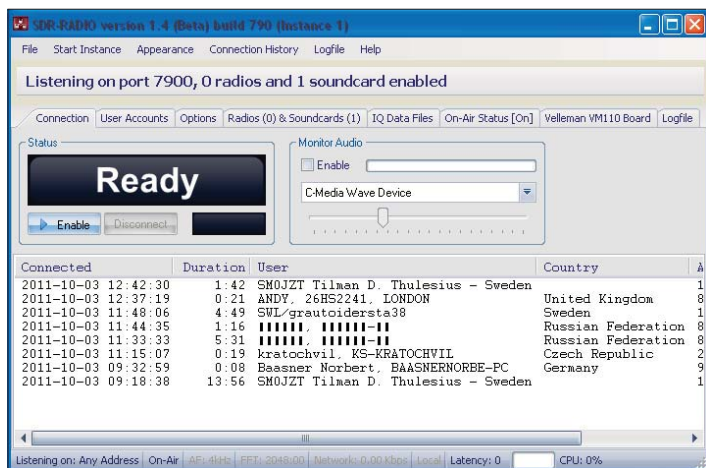 SDR-RADIO version 1.4 (Beta) build 790 (Instance 1)
File Start Instance Appearance Connection History Logfile Help
Listening on port 7900, 0 radios and 1 soundcard enabled
Connection User Accounts Options Radios (0) & Soundcards (1) IQ Data Files On-Air Status [On] Velleman VM110 Board Logfile
Status Monitor Audio
Ready
Enable
C-Media Wave Device
Enable Disconnect
Connected Duration User Country A
2011-10-03 12:42:30 1:42 SM0JZT Tilman D. Thulesius - Sweden 1
2011-10-03 12:37:19 0:21 ANDY, 26HS2241, LONDON United Kingdom 8
2011-10-03 11:48:06 4:49 SWL/grautoidersta38 Sweden 1
2011-10-03 11:44:35 1:16 Russian Federation 8
2011-10-03 11:33:33 5:31 Russian Federation 8
2011-10-03 11:15:07 0:19 kratochvil, KS-KRATOCHVIL Czech Republic 2
2011-10-03 09:32:59 0:08 Baasner Norbert, BAASNERNORBE-PC Germany 9
2011-10-03 09:18:38 13:56 SM0JZT Tilman D. Thulesius - Sweden 1
Listening on: Any Address On-Air AF: 4kHz FFT: 2048:00 Network: 0.00 Kbps Local Latency: 0 CPU: 0%